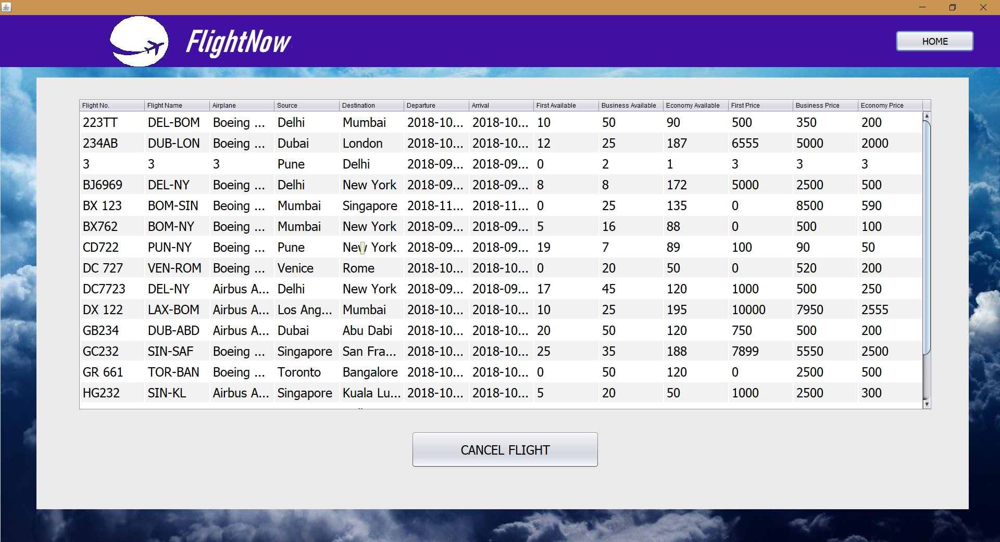 FlightNow
HOME
Flight No. Flight Name Airplane Source Destination Departure Arrival First Available Business Available Economy Available First Price Business Price Economy Price
223TT DEL-BOM Boeing ... Delhi Mumbai 2018-10... 2018-10... 10 50 90 500 350 200
234AB DUB-LON Boeing ... Dubai London 2018-10... 2018-10... 12 25 187 6555 5000 2000
3 3 3 Pune Delhi 2018-09... 2018-09... 0 2 1 3 3 3
BJ6969 DEL-NY Boeing ... Delhi New York 2018-09... 2018-09... 8 8 172 5000 2500 500
BX 123 BOM-SIN Beoing ... Mumbai Singapore 2018-11... 2018-11... 0 25 135 0 8500 590
BX762 BOM-NY Boeing ... Mumbai New York 2018-09... 2018-09... 5 16 88 0 500 100
CD722 PUN-NY Boeing ... Pune New York 2018-09... 2018-09... 19 7 89 100 90 50
DC 727 VEN-ROM Boeing ... Venice Rome 2018-10... 2018-10... 0 20 50 0 520 200
DC7723 DEL-NY Airbus A... Delhi New York 2018-09... 2018-09... 17 45 120 1000 500 250
DX 122 LAX-BOM Airbus A... Los Ang... Mumbai 2018-10... 2018-10... 10 25 195 10000 7950 2555
GB234 DUB-ABD Airbus A... Dubai Abu Dabi 2018-10... 2018-10... 20 50 120 750 500 200
GC232 SIN-SAF Boeing ... Singapore San Fra... 2018-10... 2018-10... 25 35 188 7899 5550 2500
GR 661 TOR-BAN Boeing ... Toronto Bangalore 2018-10... 2018-10... 0 50 120 0 2500 500
HG232 SIN-KL Airbus A... Singapore Kuala Lu... 2018-10... 2018-10... 5 20 50 1000 2500 300
CANCEL FLIGHT